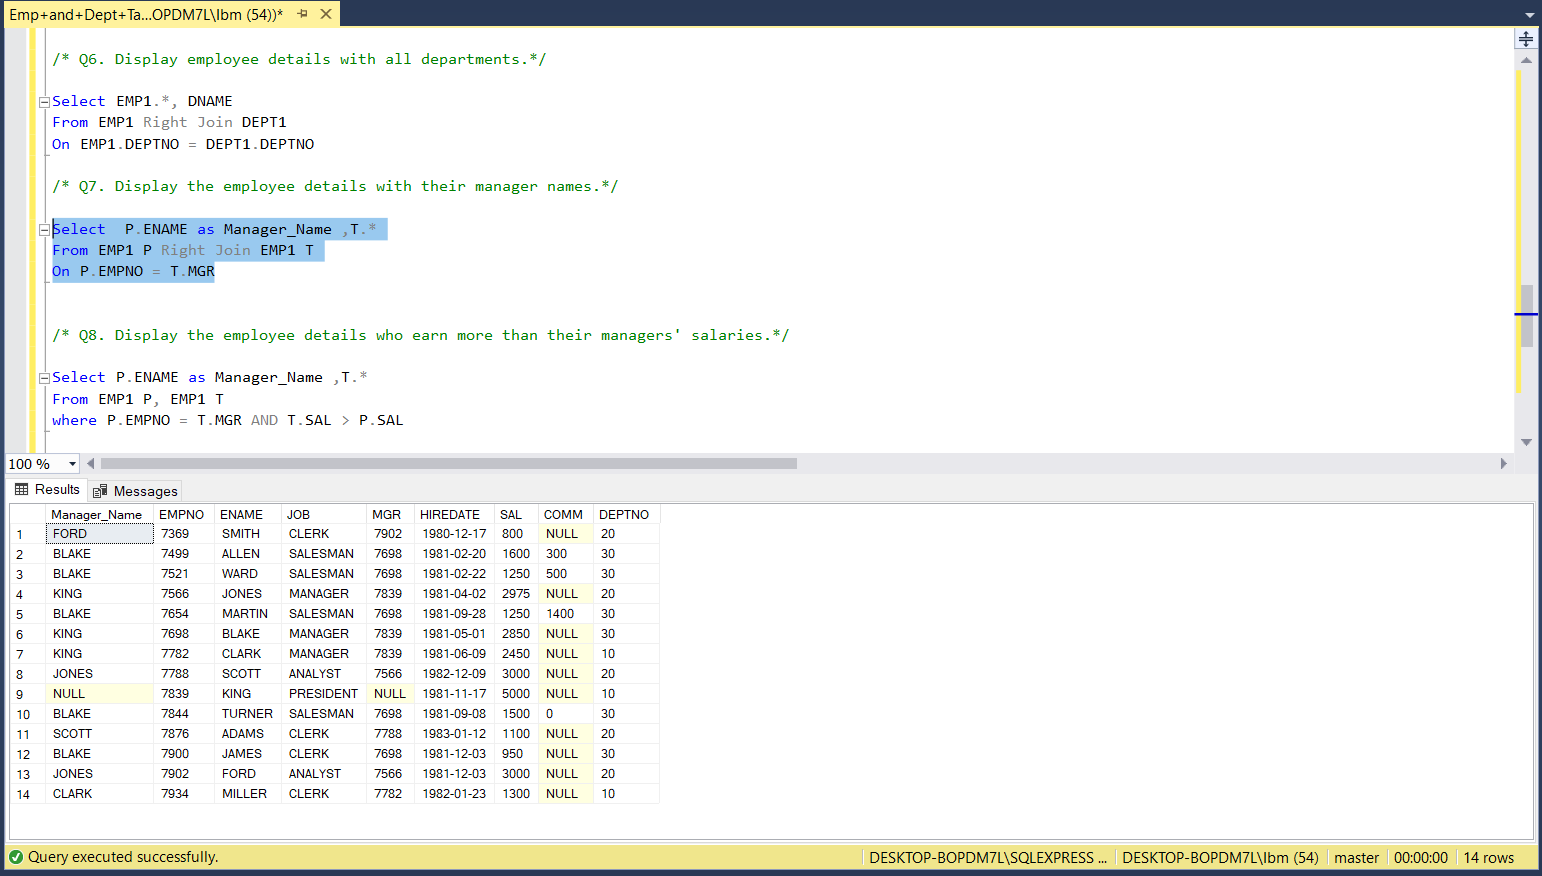 Emp+and+Dept+Ta...OPDM7L\Ibm (54))*
/* Q6. Display employee details with all departments.*/
Select EMP1.*, DNAME
From EMP1 Right Join DEPT1
On EMP1.DEPTNO = DEPT1.DEPTNO
/* Q7. Display the employee details with their manager names.*/
Select  P.ENAME as Manager_Name ,T.*
From EMP1 P Right Join EMP1 T
On P.EMPNO = T.MGR
/* Q8. Display the employee details who earn more than their managers' salaries.*/
Select P.ENAME as Manager_Name ,T.*
From EMP1 P, EMP1 T
where P.EMPNO = T.MGR AND T.SAL > P.SAL
100 %
Results Messages
Manager_Name EMPNO ENAME JOB MGR HIREDATE SAL COMM DEPTNO
1 FORD 7369 SMITH CLERK 7902 1980-12-17 800 NULL 20
2 BLAKE 7499 ALLEN SALESMAN 7698 1981-02-20 1600 300 30
3 BLAKE 7521 WARD SALESMAN 7698 1981-02-22 1250 500 30
4 KING 7566 JONES MANAGER 7839 1981-04-02 2975 NULL 20
5 BLAKE 7654 MARTIN SALESMAN 7698 1981-09-28 1250 1400 30
6 KING 7698 BLAKE MANAGER 7839 1981-05-01 2850 NULL 30
7 KING 7782 CLARK MANAGER 7839 1981-06-09 2450 NULL 10
8 JONES 7788 SCOTT ANALYST 7566 1982-12-09 3000 NULL 20
9 NULL 7839 KING PRESIDENT NULL 1981-11-17 5000 NULL 10
10 BLAKE 7844 TURNER SALESMAN 7698 1981-09-08 1500 0 30
11 SCOTT 7876 ADAMS CLERK 7788 1983-01-12 1100 NULL 20
12 BLAKE 7900 JAMES CLERK 7698 1981-12-03 950 NULL 30
13 JONES 7902 FORD ANALYST 7566 1981-12-03 3000 NULL 20
14 CLARK 7934 MILLER CLERK 7782 1982-01-23 1300 NULL 10
Query executed successfully. DESKTOP-BOPDM7L\SQLEXPRESS ... DESKTOP-BOPDM7L\Ibm (54) master 00:00:00 14 rows